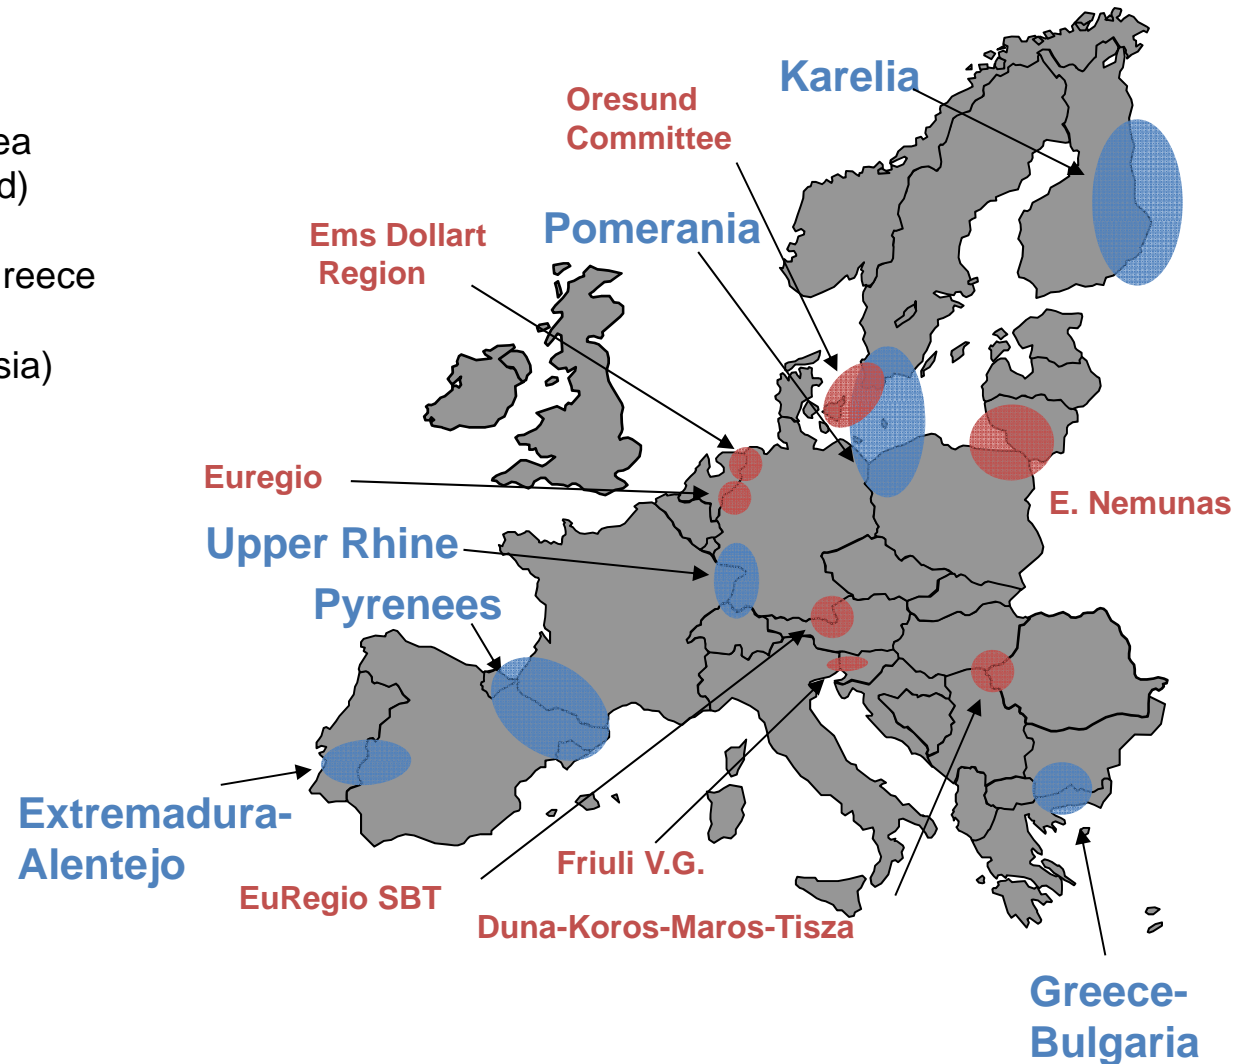 ea
d)
reece
sia)
Karelia
Oresund
Committee
Pomerania
Ems Dollart
Region
Euregio
E. Nemunas
Upper Rhine
Pyrenees
Extremadura-
Alentejo
Friuli V.G.
EuRegio SBT
Duna-Koros-Maros-Tisza
Greece-
Bulgaria